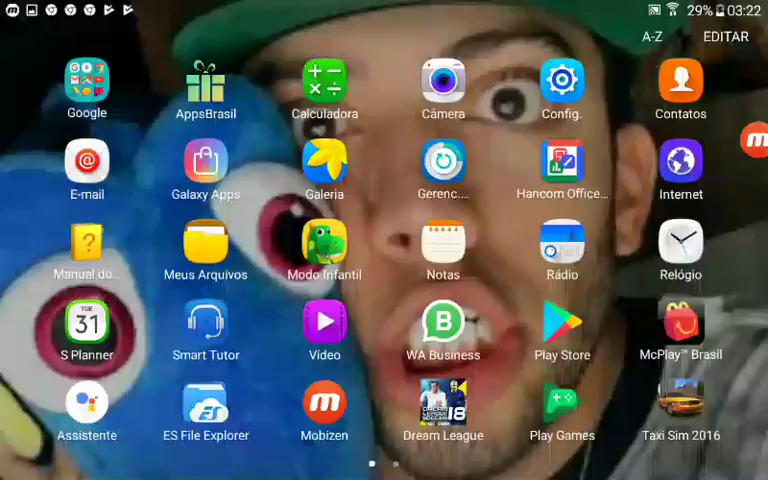 29% 03:22
A-Z EDITAR
Google AppsBrasil Calculadora Câmera Config. Contatos
E-mail Galaxy Apps Galeria Gerenc.... Hancom Office... Internet
Manual do... Meus Arquivos Modo Infantil Notas Rádio Relógio
TUE
31
S Planner Smart Tutor Vídeo WA Business Play Store McPlay™ Brasil
Assistente ES File Explorer Mobizen Dream League Play Games Taxi Sim 2016